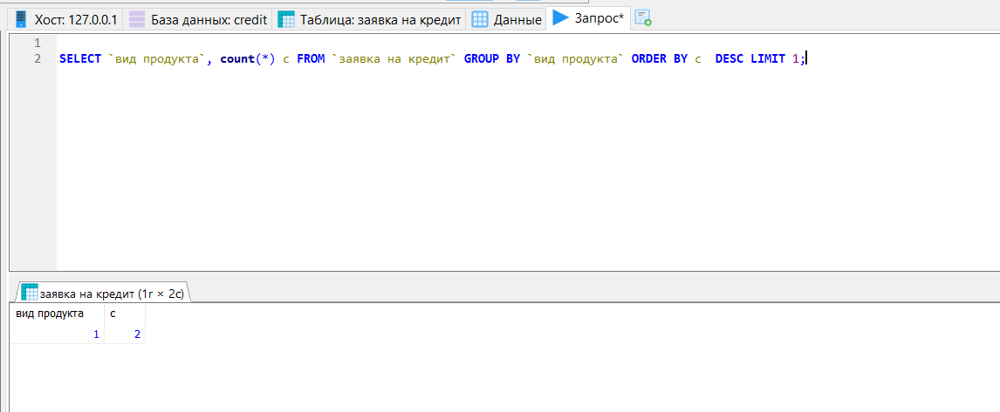 Хост: 127.0.0.1 База данных: credit Таблица: заявка на кредит Данные Запрос*
1
2 SELECT `вид продукта`, count(*) c FROM `заявка на кредит` GROUP BY `вид продукта` ORDER BY c  DESC LIMIT 1;
заявка на кредит (1r × 2c)
вид продукта c
1 2